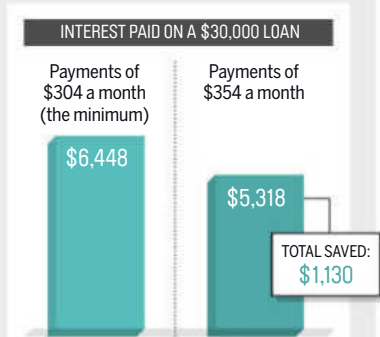 INTEREST PAID ON A $30,000 LOAN
Payments of
$304 a month
(the minimum)
$6,448
Payments of
$354 a month
$5,318
TOTAL SAVED:
$1,130